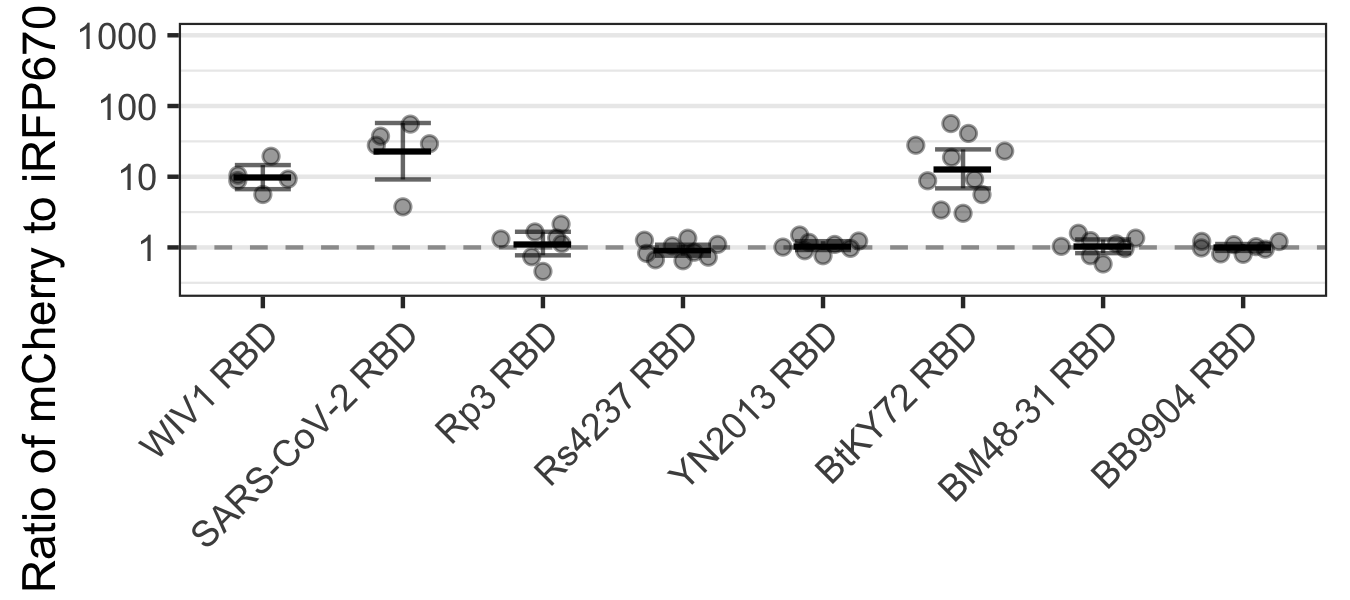 Ratio of mCherry to iRFP670
1000
100
10
1
WIV1 RBD
SARS-CoV-2 RBD
Rp3 RBD
Rs4237 RBD
YN2013 RBD
BtKY72 RBD
BM48-31 RBD
BB9904 RBD